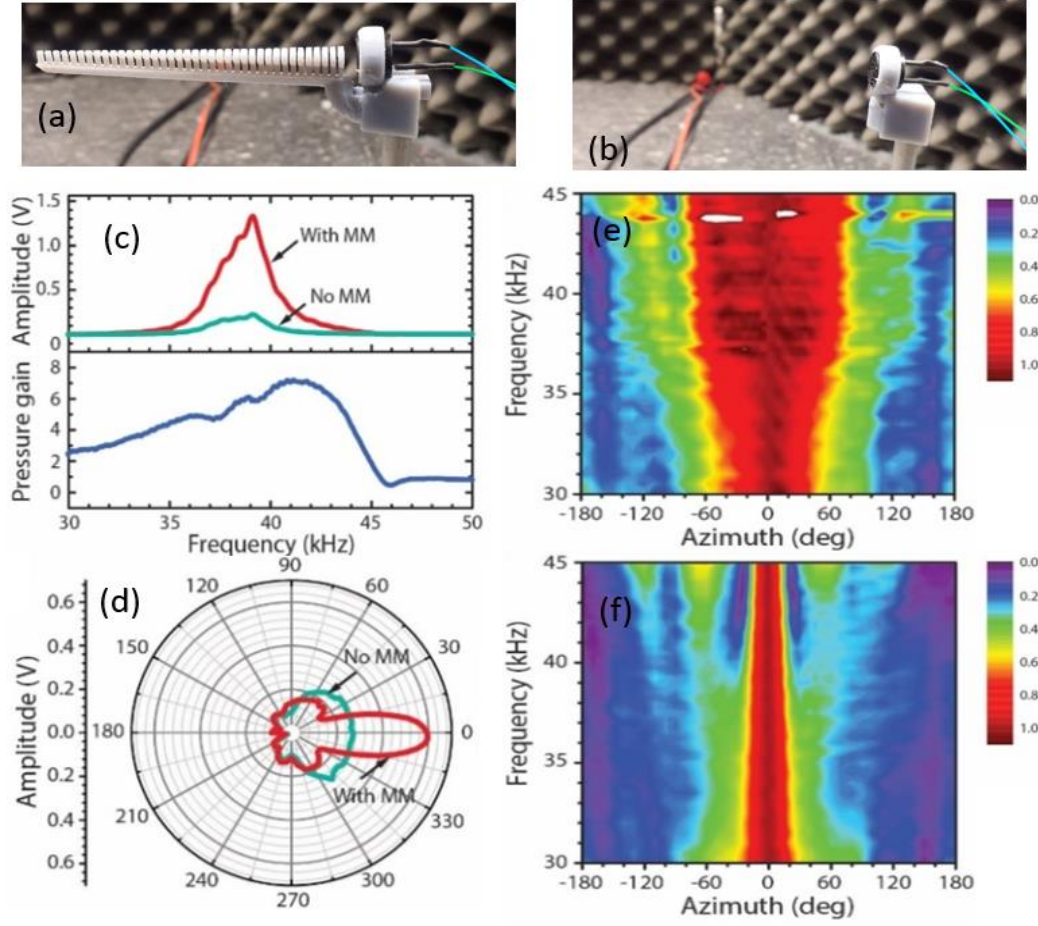 (a)
(b)
(c)
1.5
1.0
0.5
0
Amplitude (V)
With MM
No MM
8
6
4
2
0
Pressure gain
30 35 40 45 50
Frequency (kHz)
(d)
0.6
0.4
0.2
0.0
0.2
0.4
0.6
Amplitude (V)
90
120 60
150 30
180 0
210 330
240 300
270
No MM
With MM
(e)
45
40
35
30
Frequency (kHz)
-180 -120 -60 0 60 120 180
Azimuth (deg)
0.0
0.2
0.4
0.6
0.8
1.0
(f)
45
40
35
30
Frequency (kHz)
-180 -120 -60 0 60 120 180
Azimuth (deg)
0.0
0.2
0.4
0.6
0.8
1.0